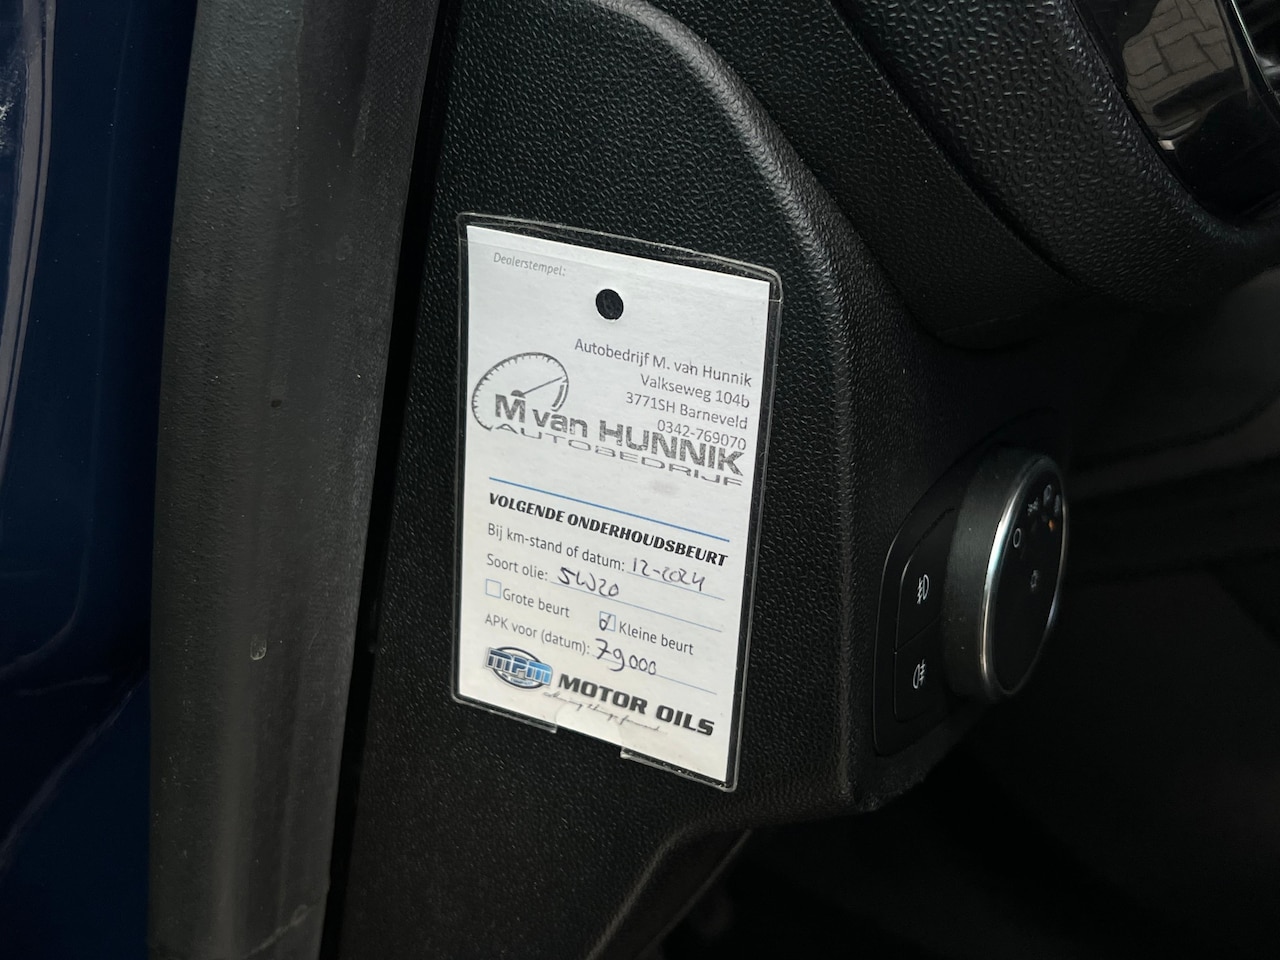 Dealerstempel:
Autobedrijf M. van Hunnik
Valkseweg 104b
3771SH Barneveld
0342-769070
M van HUNNIK
AUTOBEDRIJF
VOLGENDE ONDERHOUDSBEURT
Bij km-stand of datum: 12-2024
Soort olie: 5W20
Grote beurt Kleine beurt
APK voor (datum): 79000
MPM MOTOR OILS